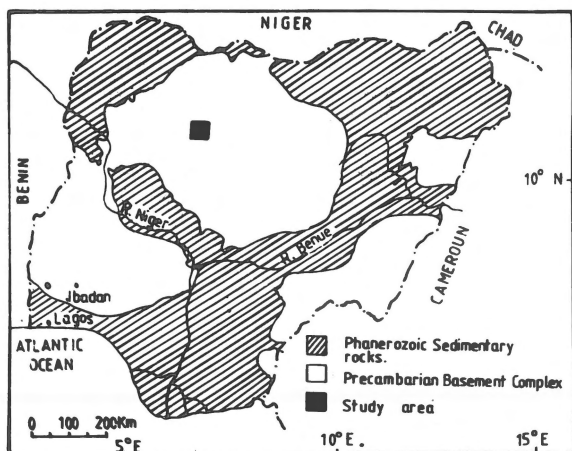 NIGER
CHAD
BENIN
10° N
R. Niger
R. Benue
CAMEROUN
Ibadan
Lagos
ATLANTIC
OCEAN
Phanerozoic Sedimentary
rocks.
Precambarian Basement Complex
Study area
0 100 200Km
5°E
10°E.
15°E